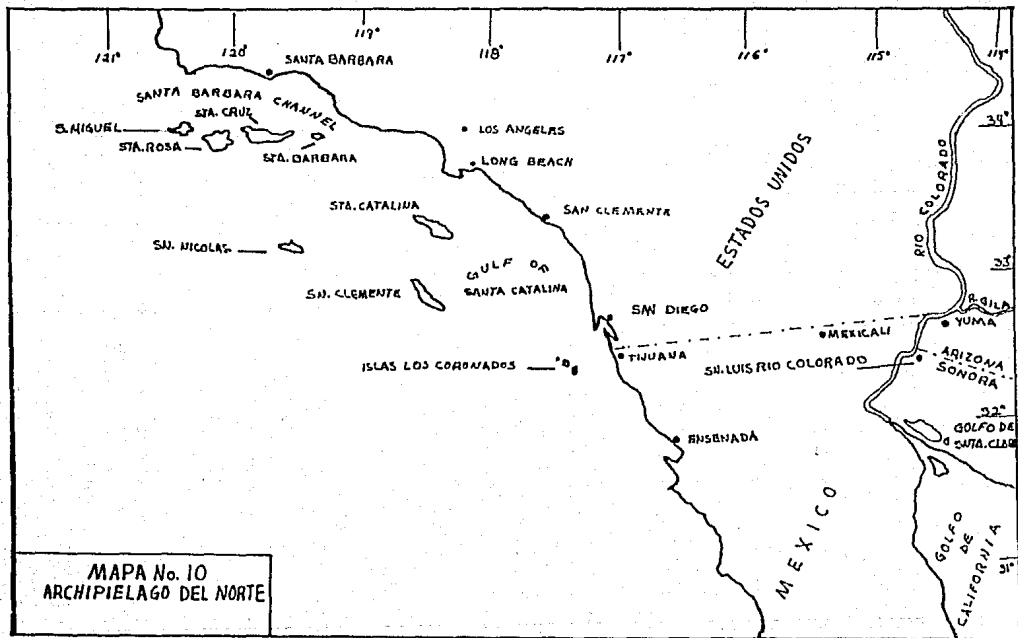 121°
120°
119°
118°
117°
116°
115°
114°
SANTA BARBARA
SANTA BARBARA CHANNEL
STA. CRUZ
S. MIGUEL
STA. ROSA
STA. BARBARA
LOS ANGELAS
34°
LONG BEACH
STA. CATALINA
SAN CLEMENTE
ESTADOS UNIDOS
RIO COLORADO
SN. NICOLAS
33°
GULF OF
SANTA CATALINA
SN. CLEMENTE
R. GILA
SAN DIEGO
MEXICALI
YUMA
TIJUANA
ISLAS LOS CORONADOS
SN. LUIS RIO COLORADO
ARIZONA
SONORA
32°
GOLFO DE
SNTA. CLARA
ENSENADA
MEXICO
GOLFO
DE
CALIFORNIA
31°
MAPA No. 10
ARCHIPIELAGO DEL NORTE